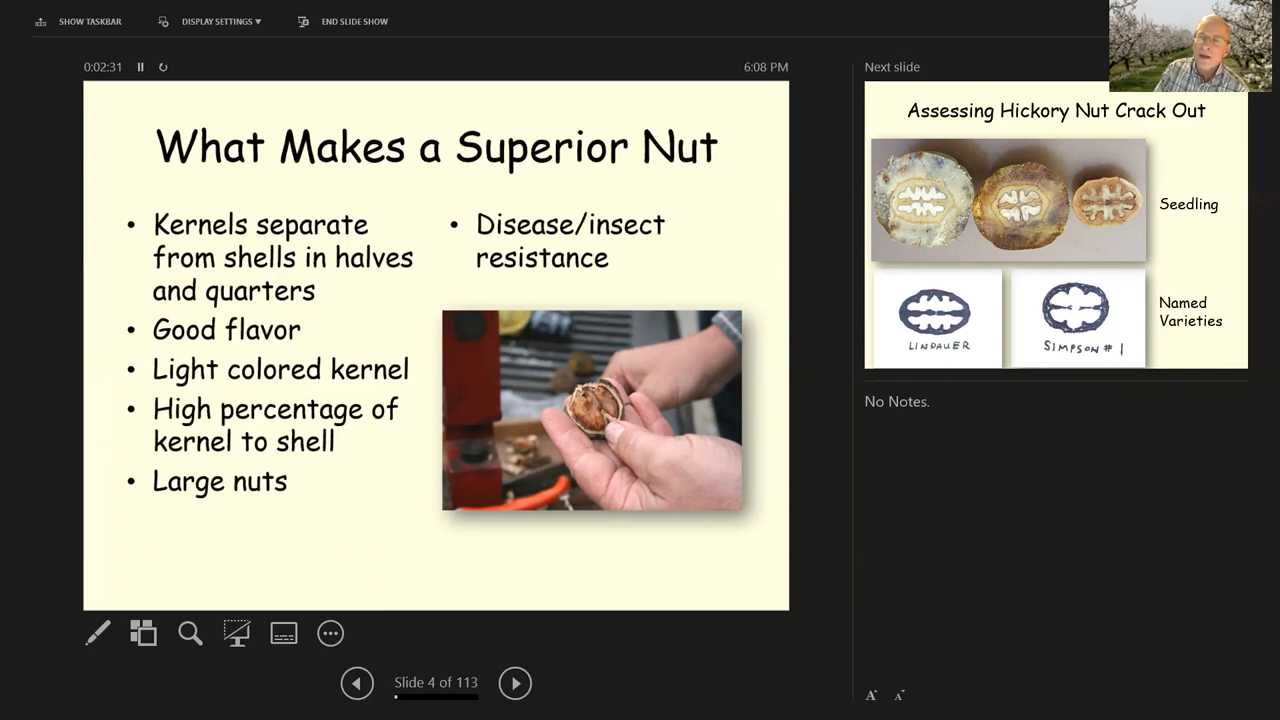 SHOW TASKBAR
DISPLAY SETTINGS ▼
END SLIDE SHOW
0:02:31
6:08 PM
What Makes a Superior Nut
• Kernels separate
from shells in halves
and quarters
• Good flavor
• Light colored kernel
• High percentage of
kernel to shell
• Large nuts
• Disease/insect
resistance
Slide 4 of 113
Next slide
Assessing Hickory Nut Crack Out
Seedling
Named
Varieties
LINDAUER
SIMPSON #1
No Notes.
A A